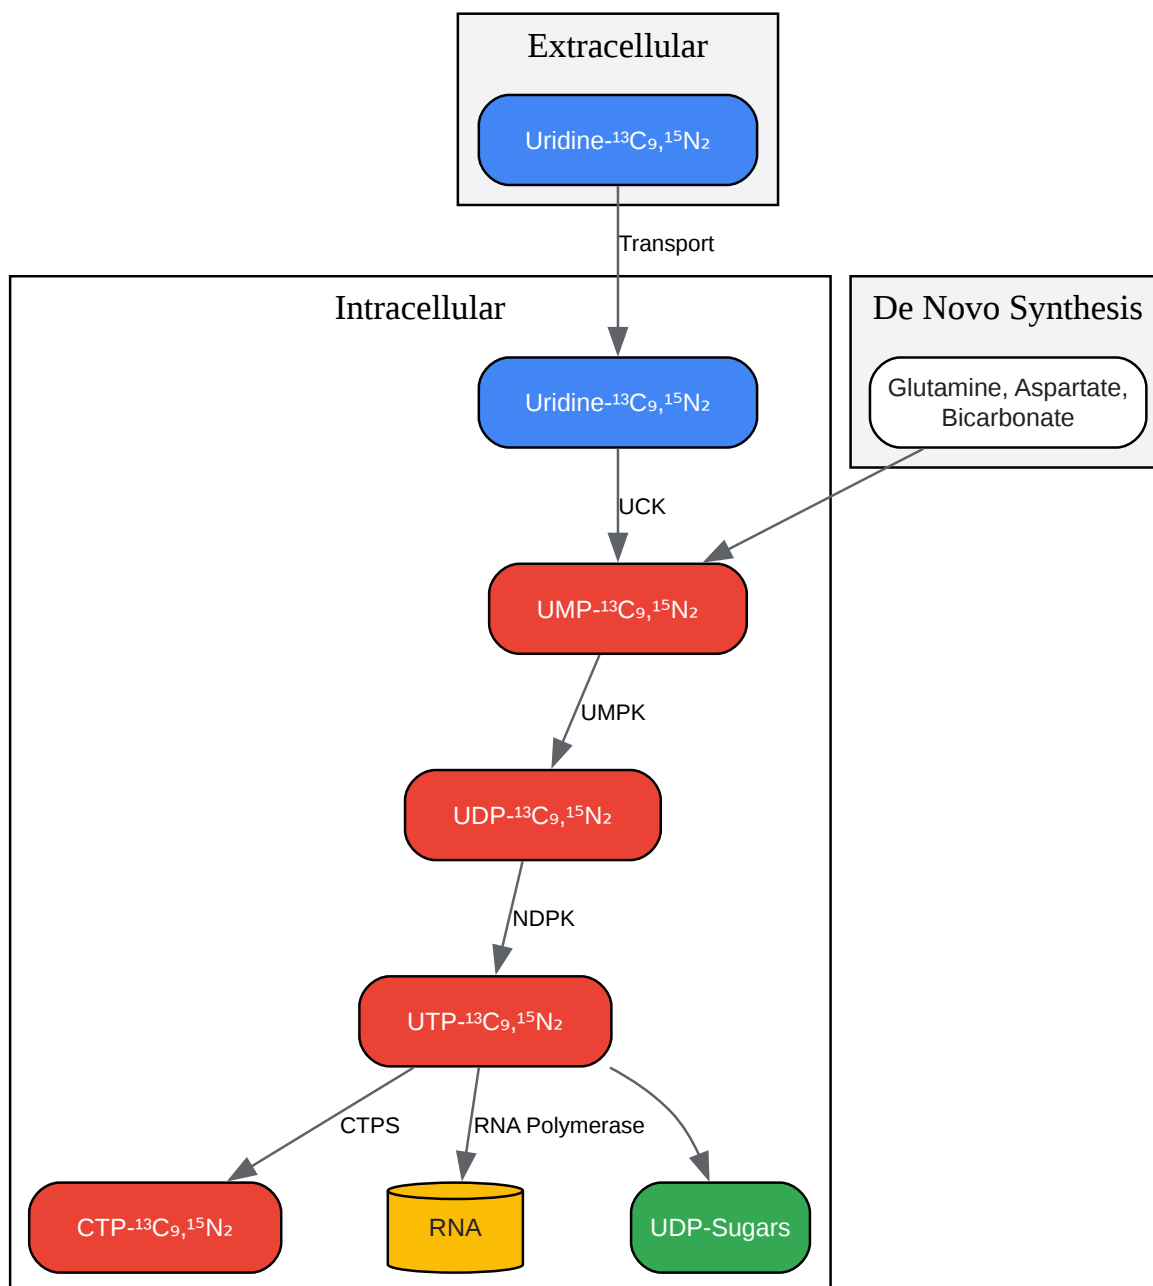 Extracellular
Uridine-¹³C₉,¹⁵N₂
Transport
Intracellular
De Novo Synthesis
Uridine-¹³C₉,¹⁵N₂
Glutamine, Aspartate,
Bicarbonate
UCK
UMP-¹³C₉,¹⁵N₂
UMPK
UDP-¹³C₉,¹⁵N₂
NDPK
UTP-¹³C₉,¹⁵N₂
CTPS
RNA Polymerase
CTP-¹³C₉,¹⁵N₂
RNA
UDP-Sugars